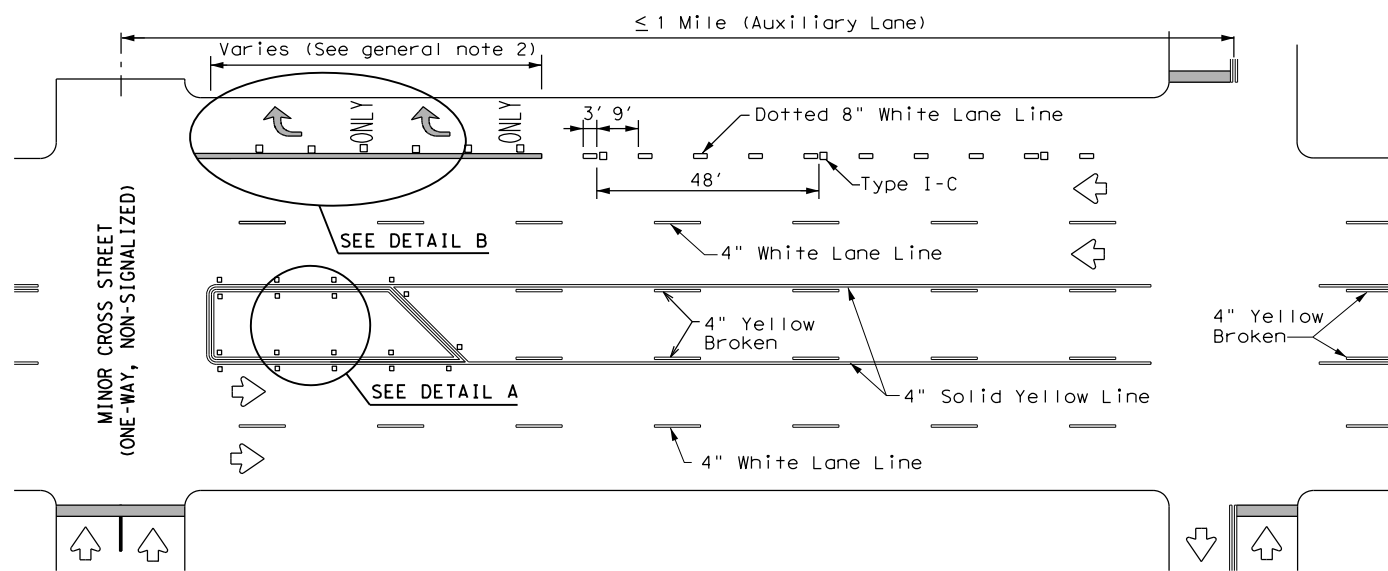 ≤ 1 Mile (Auxiliary Lane)
Varies (See general note 2)
ONLY
ONLY
3' 9'
Dotted 8" White Lane Line
48'
Type I-C
SEE DETAIL B
4" White Lane Line
MINOR CROSS STREET
(ONE-WAY, NON-SIGNALIZED)
4" Yellow
Broken
4" Yellow
Broken
SEE DETAIL A
4" Solid Yellow Line
4" White Lane Line